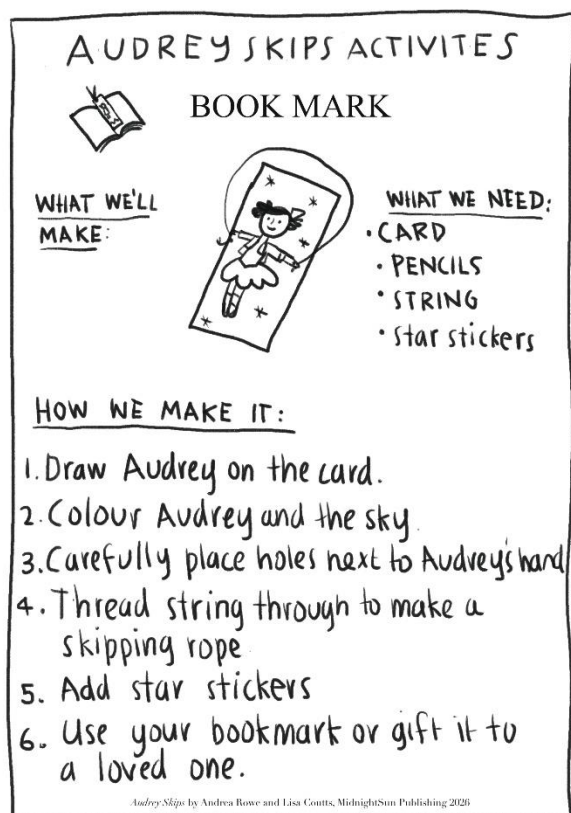 AUDREY SKIPS ACTIVITES
BOOK MARK
WHAT WE'LL
MAKE:
WHAT WE NEED:
• CARD
• PENCILS
• STRING
• Star stickers
HOW WE MAKE IT:
1. Draw Audrey on the card.
2. Colour Audrey and the sky
3. Carefully place holes next to Audrey's hand
4. Thread string through to make a
skipping rope
5. Add star stickers
6. Use your bookmark or gift it to
a loved one.
Audrey Skips by Andrea Rowe and Lisa Coutts, MidnightSun Publishing 2026